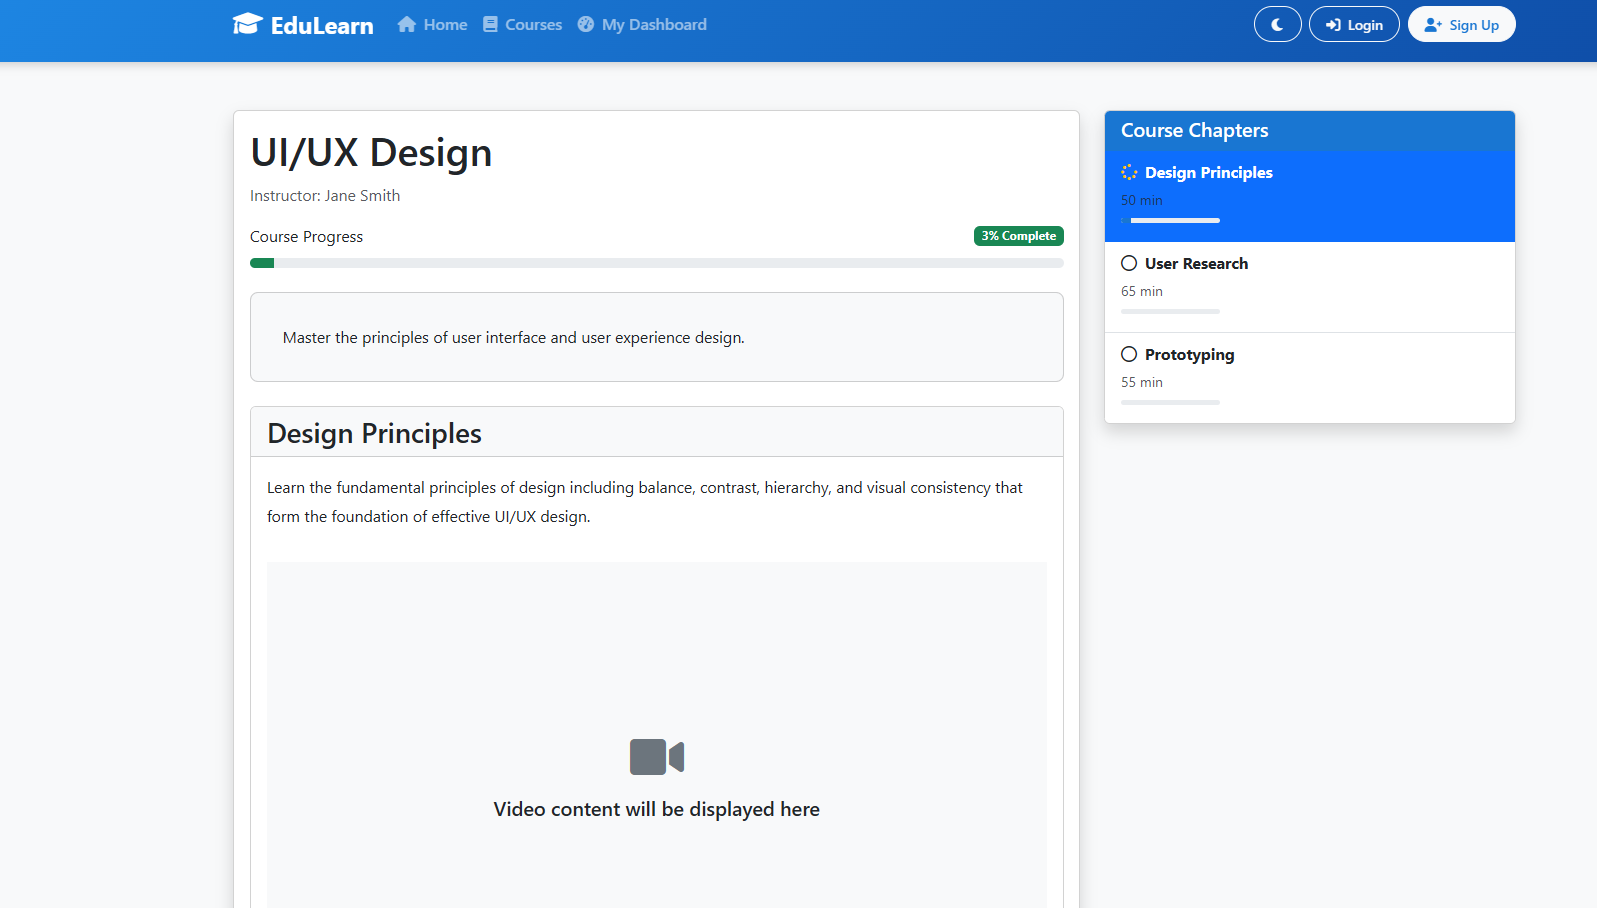 EduLearn
Home
Courses
My Dashboard
Login
Sign Up
UI/UX Design
Instructor: Jane Smith
Course Progress
3% Complete
Master the principles of user interface and user experience design.
Design Principles
Learn the fundamental principles of design including balance, contrast, hierarchy, and visual consistency that
form the foundation of effective UI/UX design.
Video content will be displayed here
Course Chapters
Design Principles
50 min
User Research
65 min
Prototyping
55 min